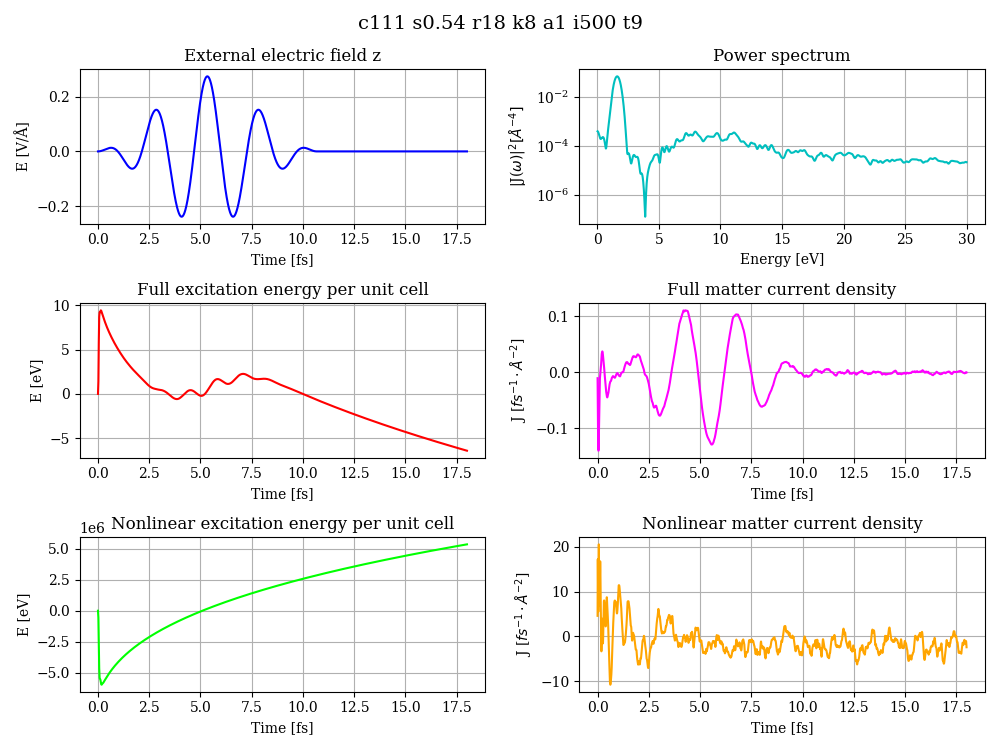 c111 s0.54 r18 k8 a1 i500 t9
External electric field z
E [V/Å]
0.2
0.0
−0.2
0.0 2.5 5.0 7.5 10.0 12.5 15.0 17.5
Time [fs]
Power spectrum
|J(ω)|² [Å⁻⁴]
10⁻²
10⁻⁴
10⁻⁶
0 5 10 15 20 25 30
Energy [eV]
Full excitation energy per unit cell
E [eV]
10
5
0
−5
0.0 2.5 5.0 7.5 10.0 12.5 15.0 17.5
Time [fs]
Full matter current density
J [fs⁻¹ · Å⁻²]
0.1
0.0
−0.1
0.0 2.5 5.0 7.5 10.0 12.5 15.0 17.5
Time [fs]
1e6 Nonlinear excitation energy per unit cell
E [eV]
5.0
2.5
0.0
−2.5
−5.0
0.0 2.5 5.0 7.5 10.0 12.5 15.0 17.5
Time [fs]
Nonlinear matter current density
J [fs⁻¹ · Å⁻²]
20
10
0
−10
0.0 2.5 5.0 7.5 10.0 12.5 15.0 17.5
Time [fs]